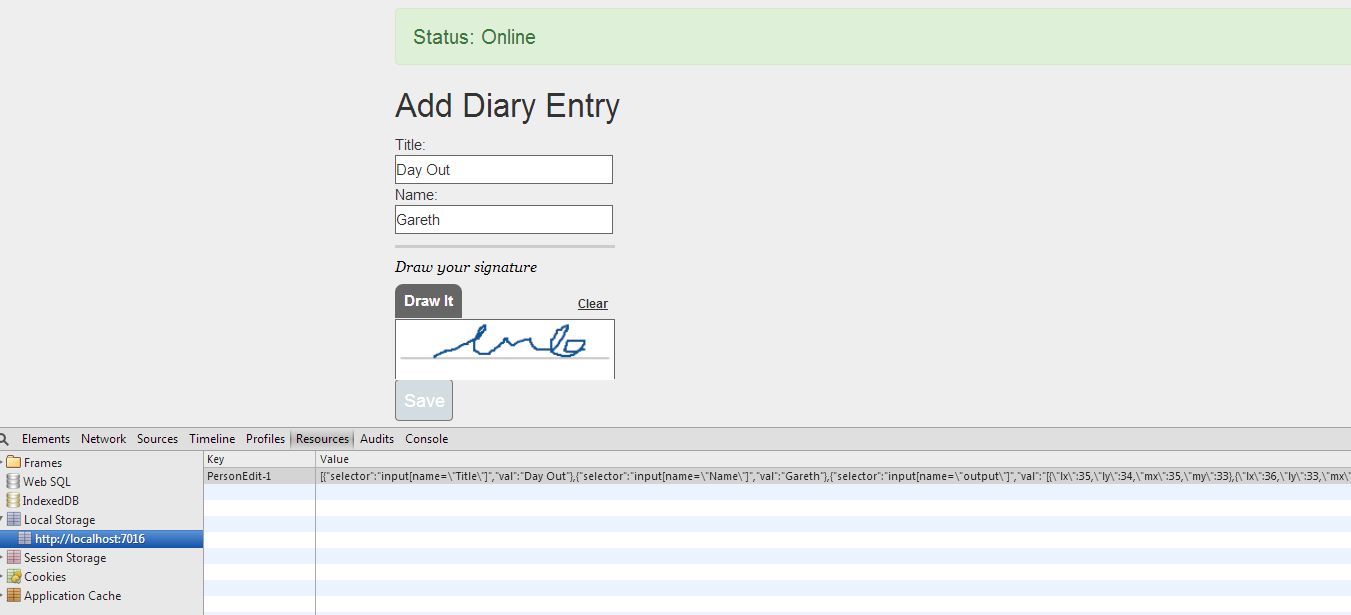 Status: Online
Add Diary Entry
Title:
Day Out
Name:
Gareth
Draw your signature
Draw It Clear
Save
Elements Network Sources Timeline Profiles Resources Audits Console
Frames
Web SQL
IndexedDB
Local Storage
http://localhost:7016
Session Storage
Cookies
Application Cache
Key Value
PersonEdit-1 [{"selector":"input[name=\"Title\"]","val":"Day Out"},{"selector":"input[name=\"Name\"]","val":"Gareth"},{"selector":"input[name=\"output\"]","val":"[{\"lx\":35,\"ly\":34,\"mx\":35,\"my\":33},{\"lx\":36,\"ly\":33,\"mx\"